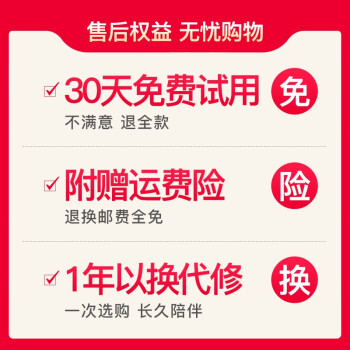 售后权益 无忧购物
30天免费试用
免
不满意 退全款
附赠运费险
险
退换邮费全免
1年以换代修
换
一次选购 长久陪伴